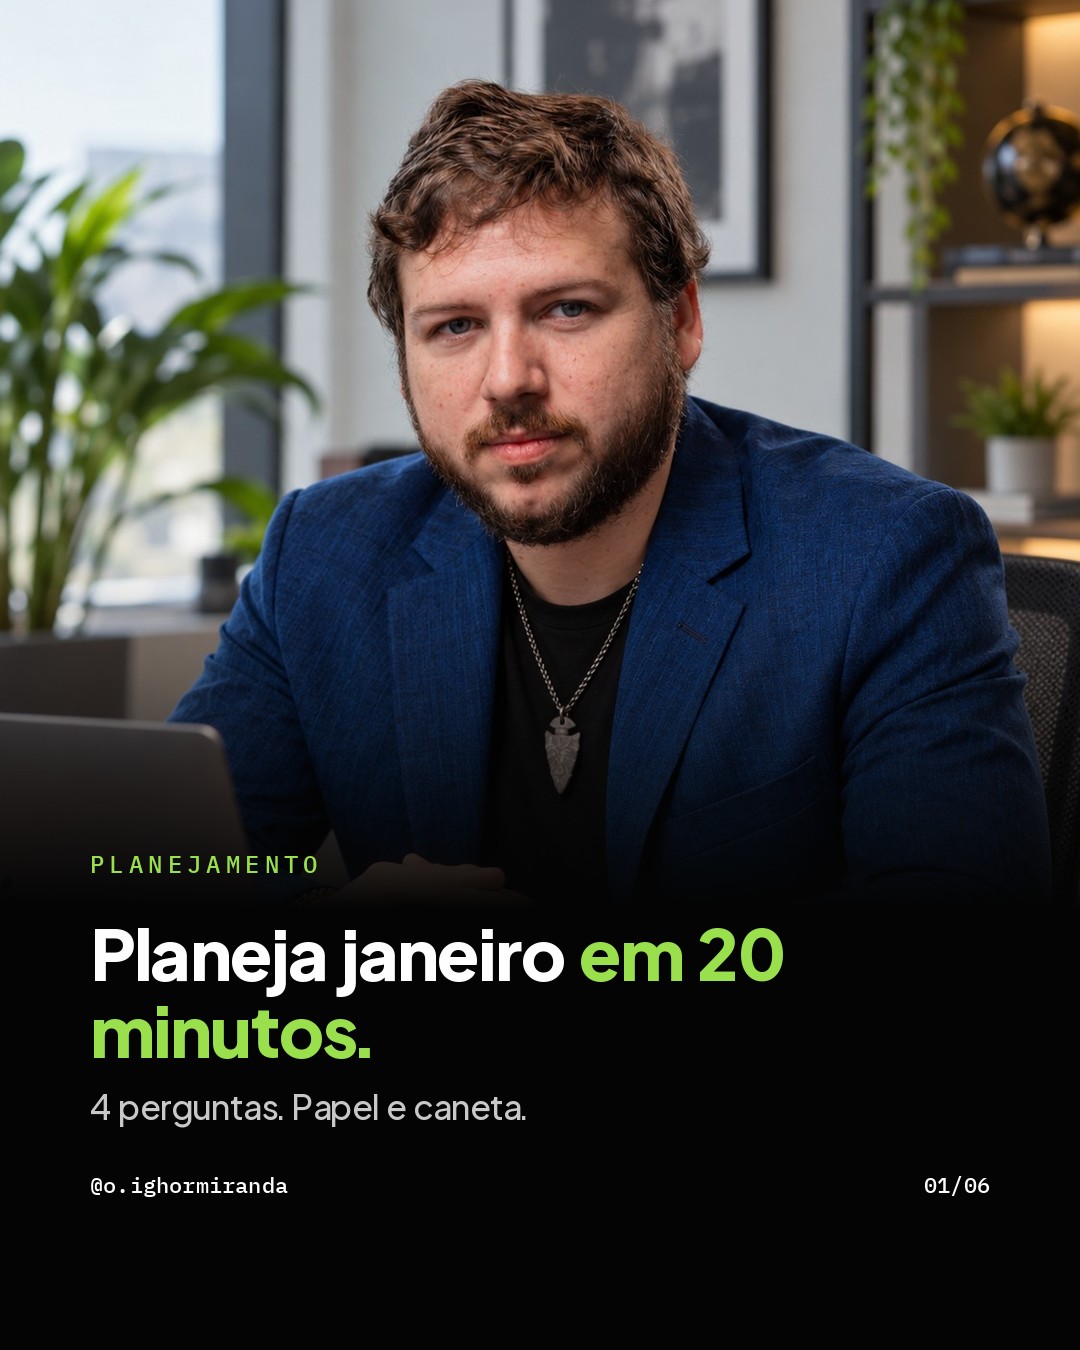 PLANEJAMENTO
Planeja janeiro em 20
minutos.
4 perguntas. Papel e caneta.
@o.ighormiranda
01/06